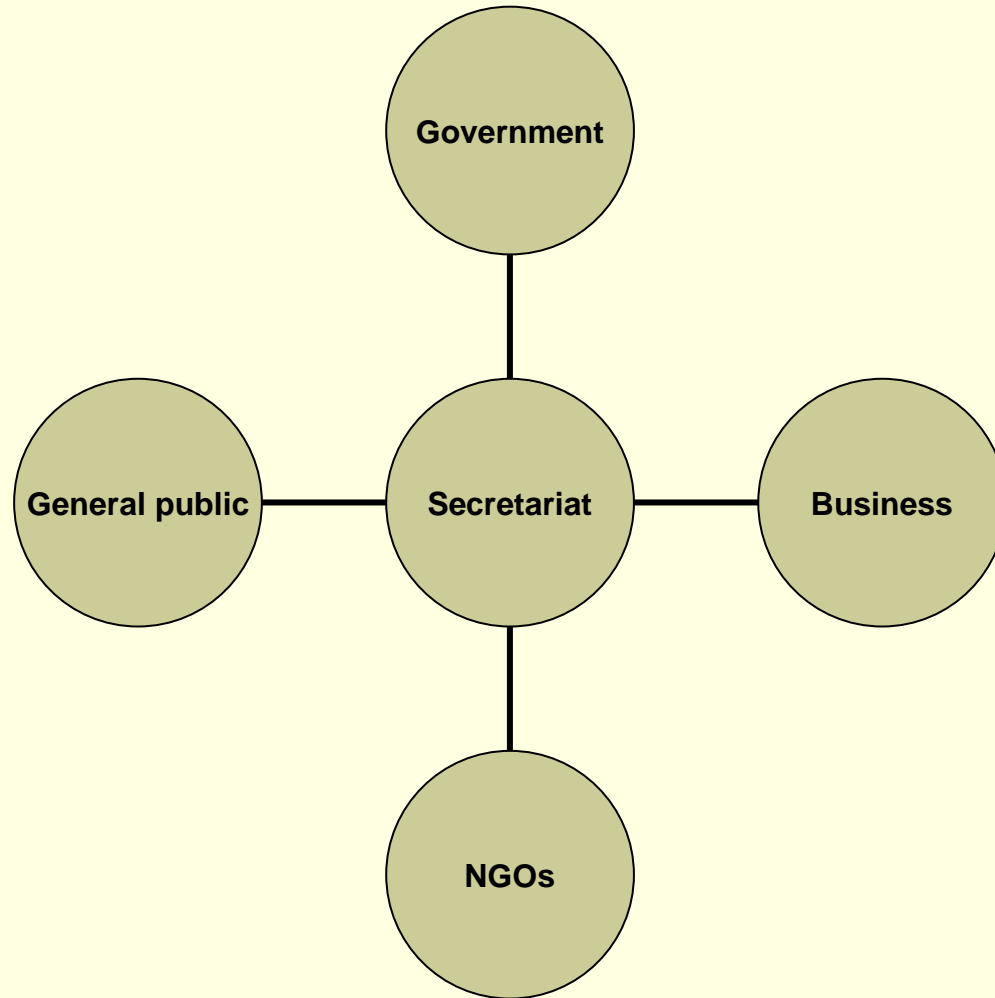 Government
General public
Secretariat
Business
NGOs